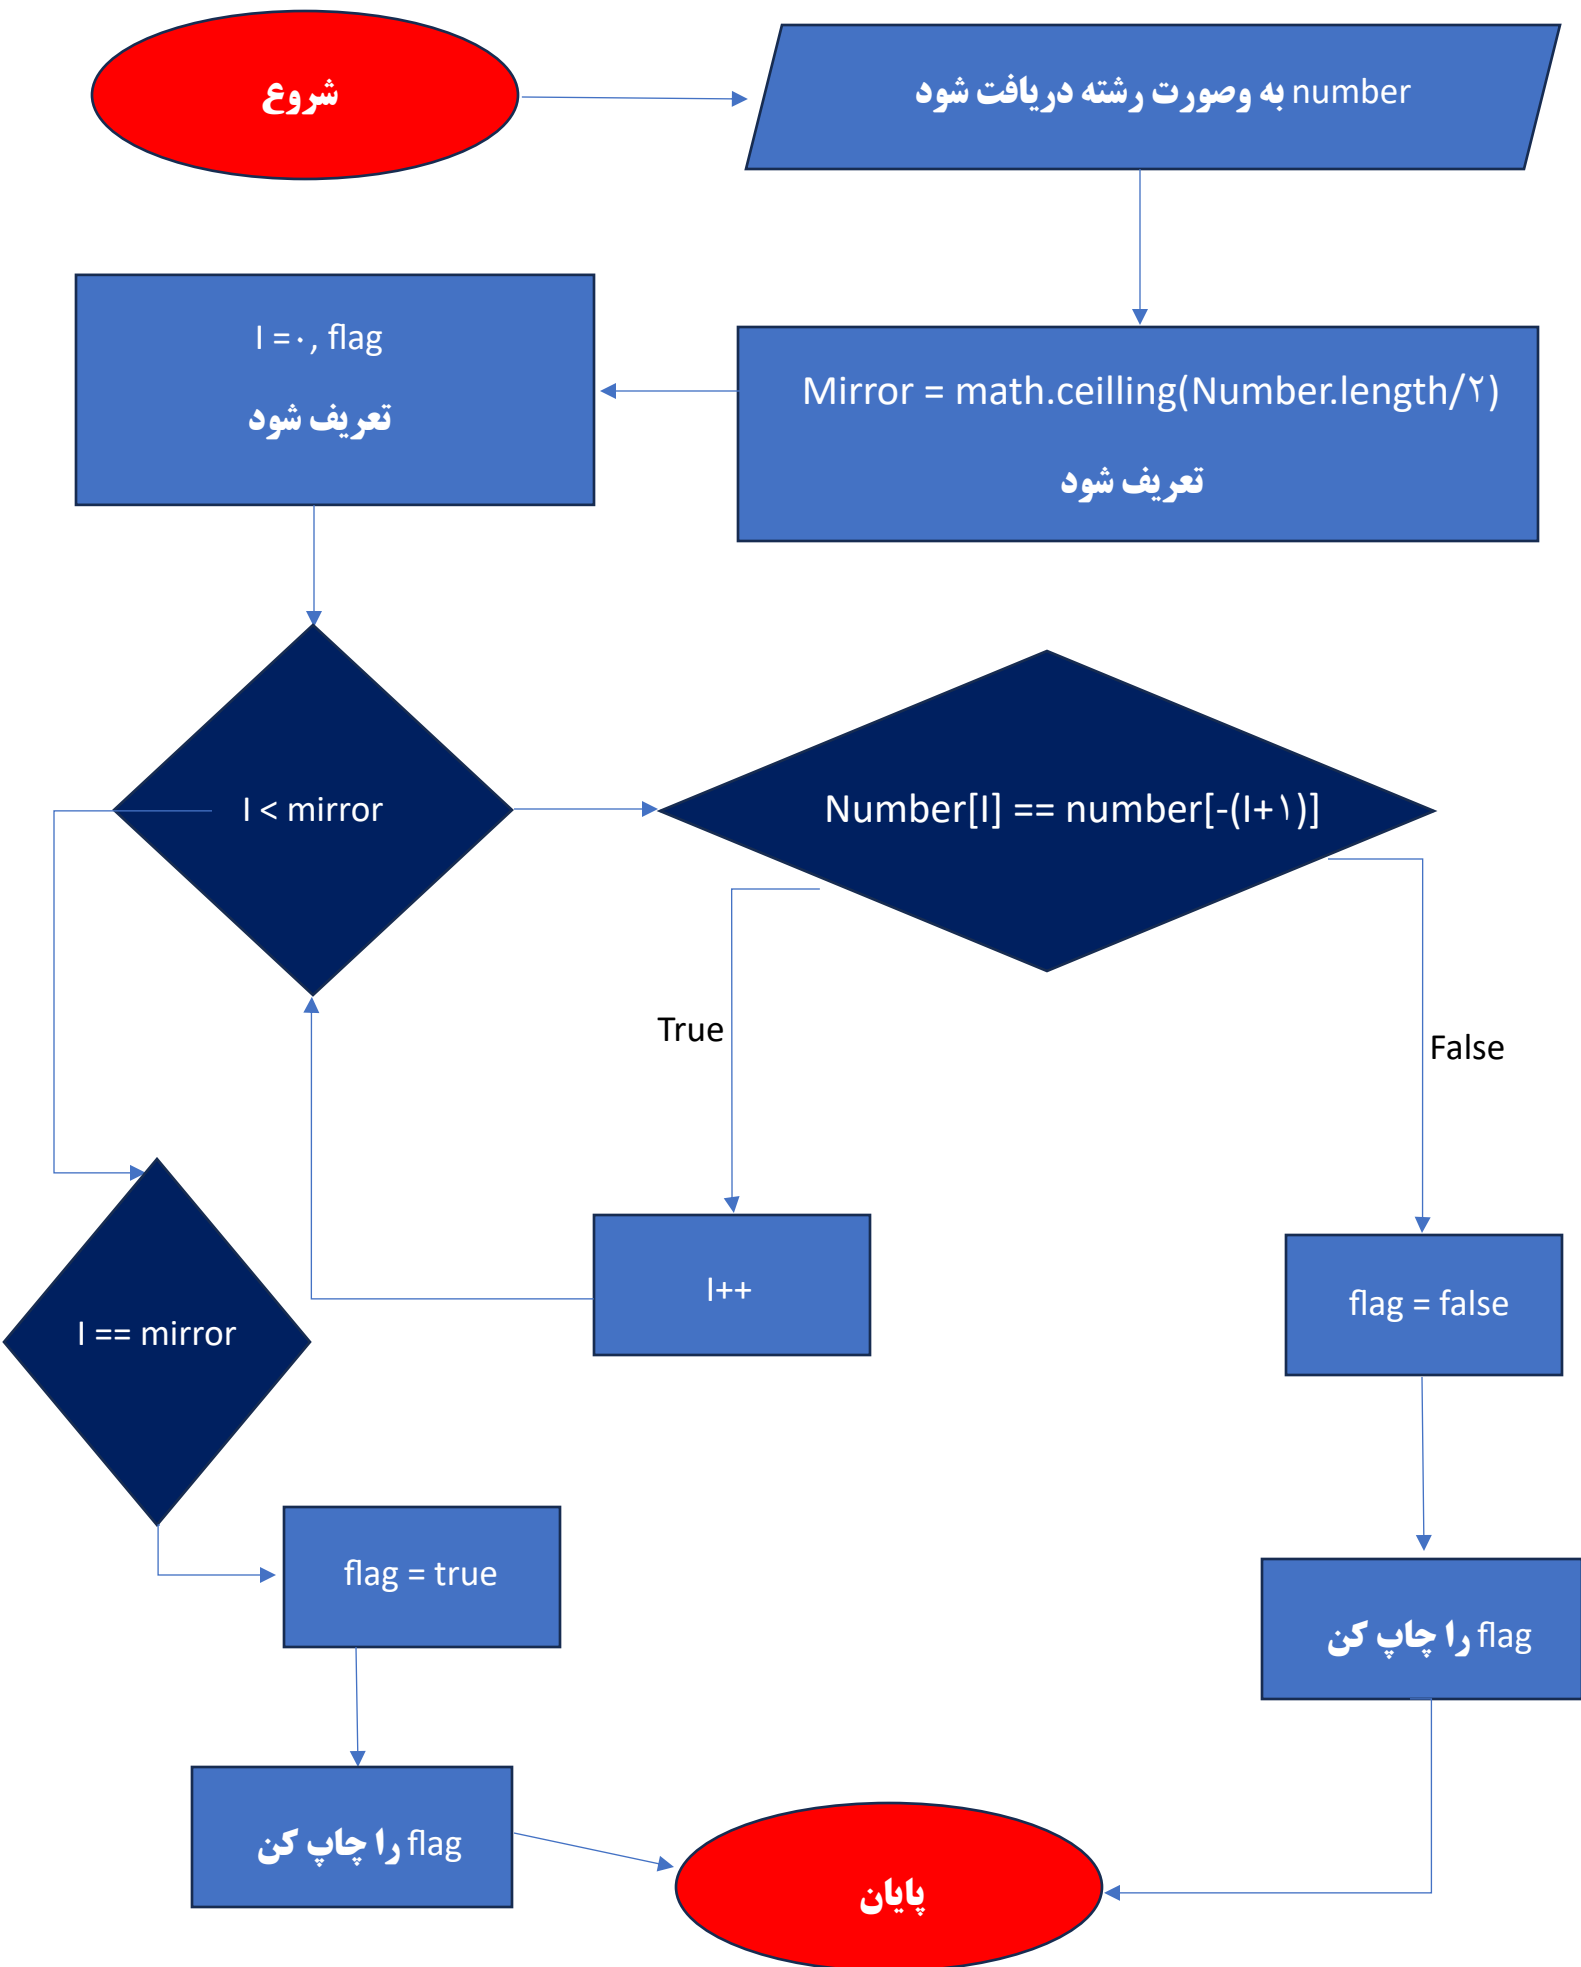 شروع
number به وصورت رشته دریافت شود
Mirror = math.ceilling(Number.length/۲)
تعریف شود
I =۰, flag
تعریف شود
I < mirror
Number[I] == number[-(I+۱)]
True
False
I++
flag = false
I == mirror
flag = true
flag را چاپ کن
flag را چاپ کن
پایان